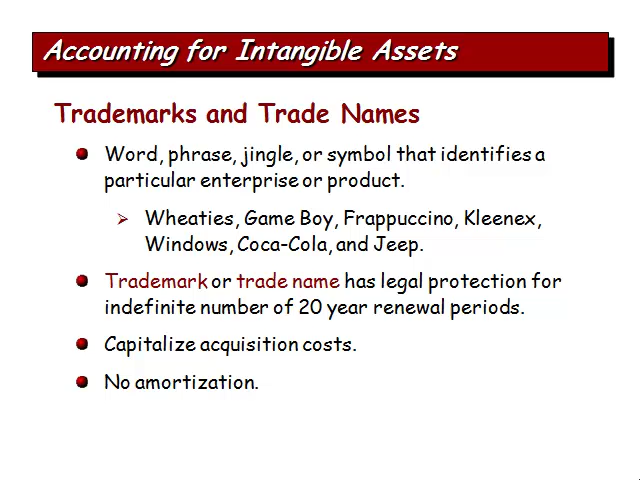 Accounting for Intangible Assets
Trademarks and Trade Names
Word, phrase, jingle, or symbol that identifies a
particular enterprise or product.
Wheaties, Game Boy, Frappuccino, Kleenex,
Windows, Coca-Cola, and Jeep.
Trademark or trade name has legal protection for
indefinite number of 20 year renewal periods.
Capitalize acquisition costs.
No amortization.